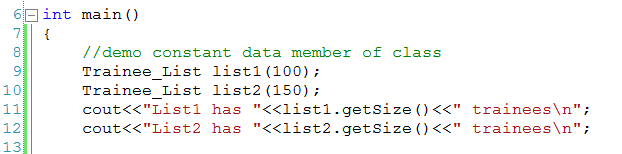 6 int main()
7 {
8 //demo constant data member of class
9 Trainee_List list1(100);
10 Trainee_List list2(150);
11 cout<<"List1 has "<<list1.getSize()<<" trainees\n";
12 cout<<"List2 has "<<list2.getSize()<<" trainees\n";
13